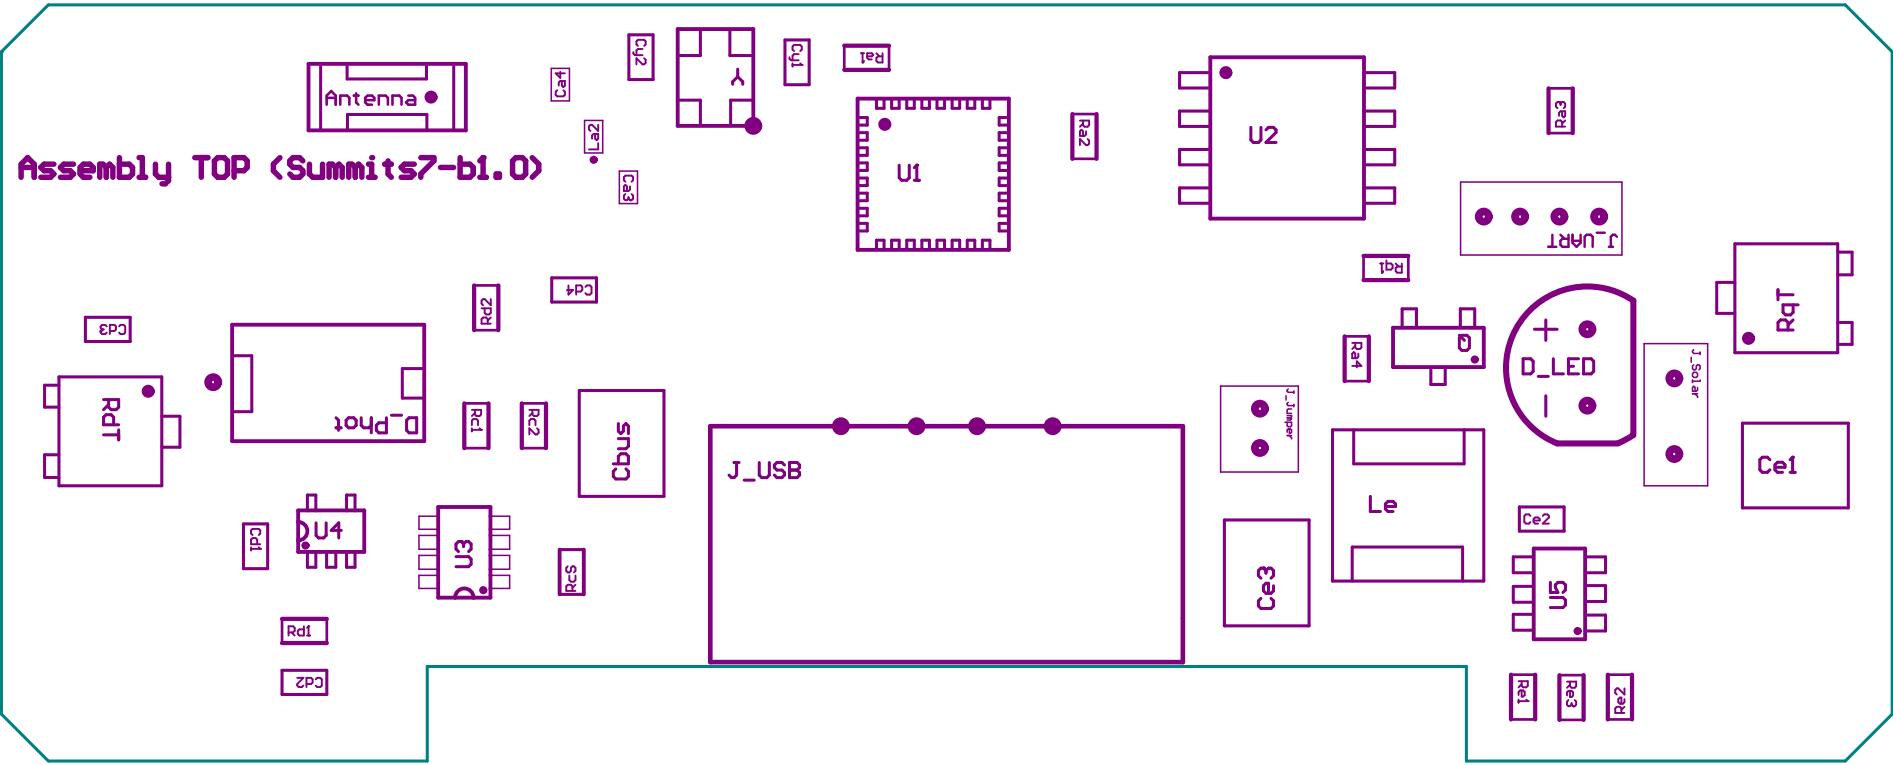 Cy2
Cy1
Ra1
Ca4
Y
Antenna
Ra3
La2
Ra2
U2
Assembly TOP (Summits7-b1.0)
U1
Ca3
J_UART
Rq1
Cd4
Rd2
RqT
Cd3
Q
Ra4
D_LED
+
-
J_Solar
J_Jumper
RpT
D_Phot
Rc1
Rc2
Cbus
J_USB
Ce1
Le
Ce2
U4
Cd1
U3
RcS
Ce3
U5
Rd1
Cd2
Re1
Re3
Re2